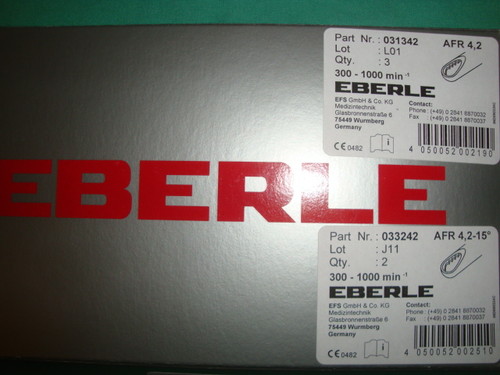 Part Nr. : 031342 AFR 4,2
Lot : L01
Qty. : 3
300 - 1000 min-1
EBERLE
EFS GmbH & Co. KG
Medizintechnik
Glasbronnenstraße 6
75449 Wurmberg
Germany
Contact:
Phone : (+49) 0 2841 8870032
Fax : (+49) 0 2841 8870037
CE 0482
i
4 050052 002190
EBERLE
Part Nr. : 033242 AFR 4,2-15°
Lot : J11
Qty. : 2
300 - 1000 min-1
EBERLE
EFS GmbH & Co. KG
Medizintechnik
Glasbronnenstraße 6
75449 Wurmberg
Germany
Contact:
Phone : (+49) 0 2841 8870032
Fax : (+49) 0 2841 8870037
CE 0482
i
4 050052 002510